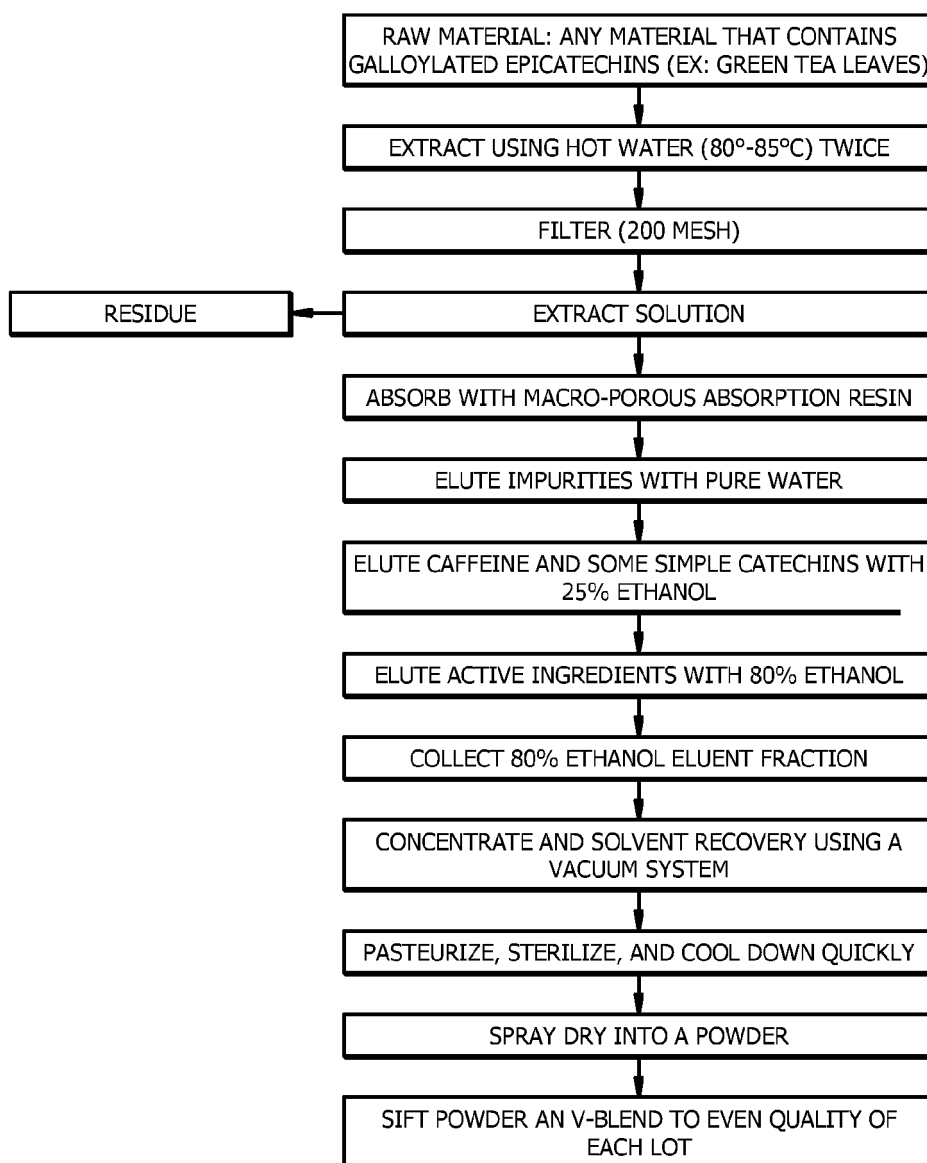 RAW MATERIAL: ANY MATERIAL THAT CONTAINS
GALLOYLATED EPICATECHINS (EX: GREEN TEA LEAVES)
EXTRACT USING HOT WATER (80°-85°C) TWICE
FILTER (200 MESH)
RESIDUE
EXTRACT SOLUTION
ABSORB WITH MACRO-POROUS ABSORPTION RESIN
ELUTE IMPURITIES WITH PURE WATER
ELUTE CAFFEINE AND SOME SIMPLE CATECHINS WITH
25% ETHANOL
ELUTE ACTIVE INGREDIENTS WITH 80% ETHANOL
COLLECT 80% ETHANOL ELUENT FRACTION
CONCENTRATE AND SOLVENT RECOVERY USING A
VACUUM SYSTEM
PASTEURIZE, STERILIZE, AND COOL DOWN QUICKLY
SPRAY DRY INTO A POWDER
SIFT POWDER AN V-BLEND TO EVEN QUALITY OF
EACH LOT